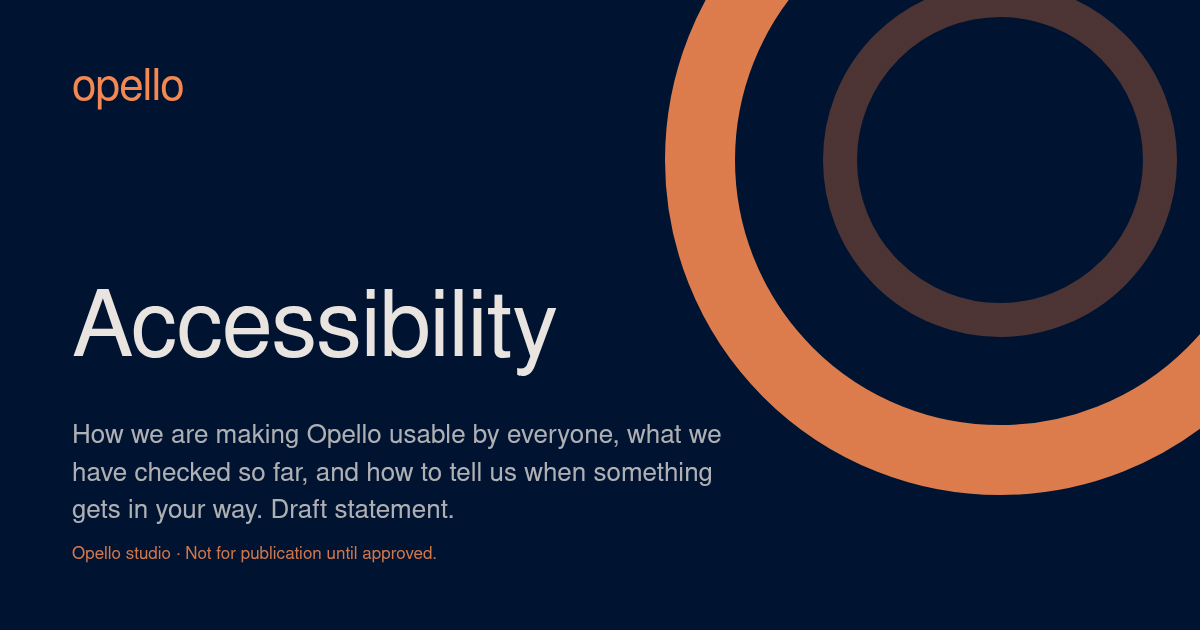 opello
Accessibility
How we are making Opello usable by everyone, what we
have checked so far, and how to tell us when something
gets in your way. Draft statement.
Opello studio · Not for publication until approved.